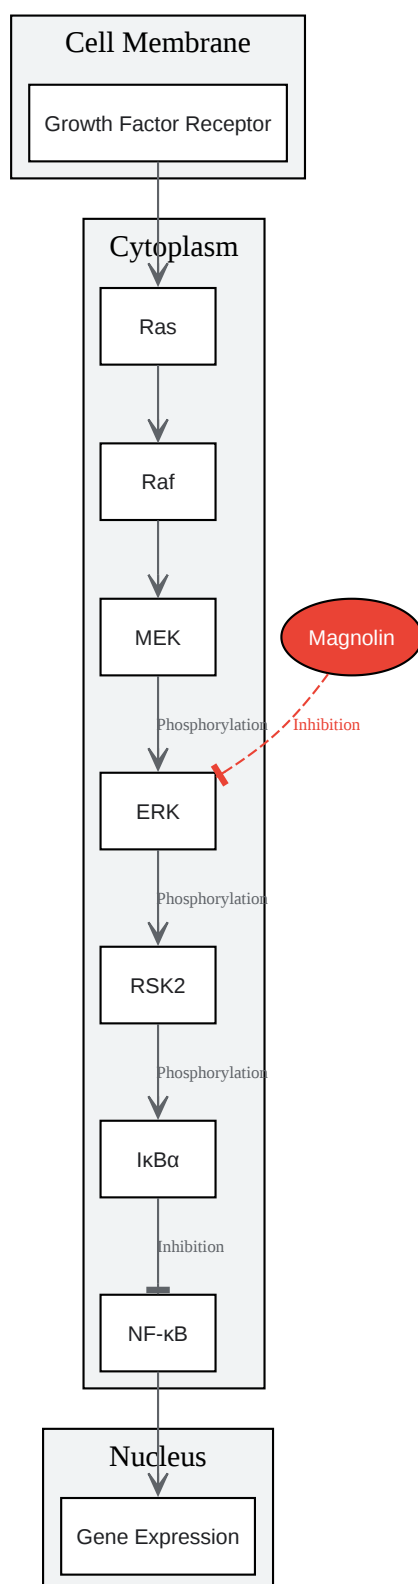 Cell Membrane
Growth Factor Receptor
Cytoplasm
Ras
Raf
MEK
Magnolin
Phosphorylation
Inhibition
ERK
Phosphorylation
RSK2
Phosphorylation
IκBα
Inhibition
NF-κB
Nucleus
Gene Expression